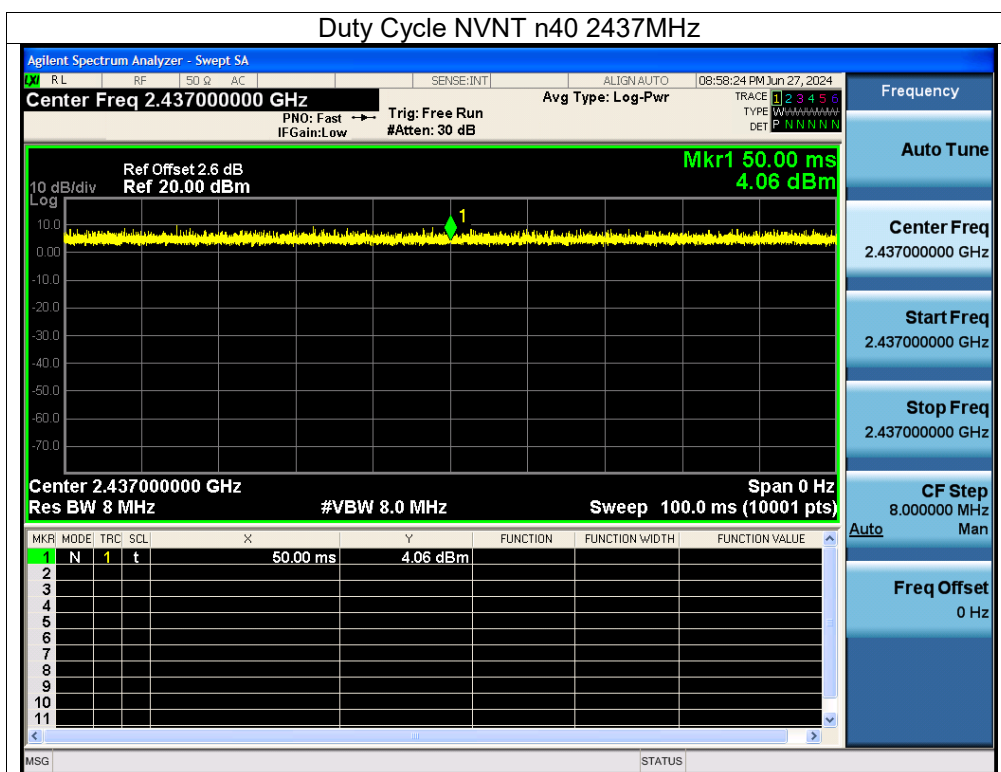 Duty Cycle NVNT n40 2437MHz
Agilent Spectrum Analyzer - Swept SA
LXI RL RF 50 Ω AC SENSE:INT ALIGNAUTO 08:58:24 PM Jun 27, 2024
Center Freq 2.437000000 GHz
PNO: Fast
IFGain:Low
Trig: Free Run
#Atten: 30 dB
Avg Type: Log-Pwr
TRACE 1 2 3 4 5 6
TYPE WWWWWWW
DET P N N N N N
Frequency
Mkr1 50.00 ms
4.06 dBm
Ref Offset 2.6 dB
10 dB/div Ref 20.00 dBm
Log
1
10.0
0.00
-10.0
-20.0
-30.0
-40.0
-50.0
-60.0
-70.0
Center 2.437000000 GHz Span 0 Hz
Res BW 8 MHz #VBW 8.0 MHz Sweep 100.0 ms (10001 pts)
MKR MODE TRC SCL X Y FUNCTION FUNCTION WIDTH FUNCTION VALUE
1 N 1 t 50.00 ms 4.06 dBm
2
3
4
5
6
7
8
9
10
11
MSG STATUS
Auto Tune
Center Freq
2.437000000 GHz
Start Freq
2.437000000 GHz
Stop Freq
2.437000000 GHz
CF Step
8.000000 MHz
Auto Man
Freq Offset
0 Hz